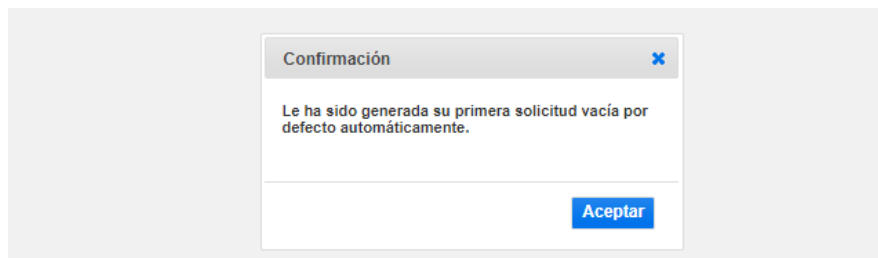 Confirmación
Le ha sido generada su primera solicitud vacía por
defecto automáticamente.
Aceptar